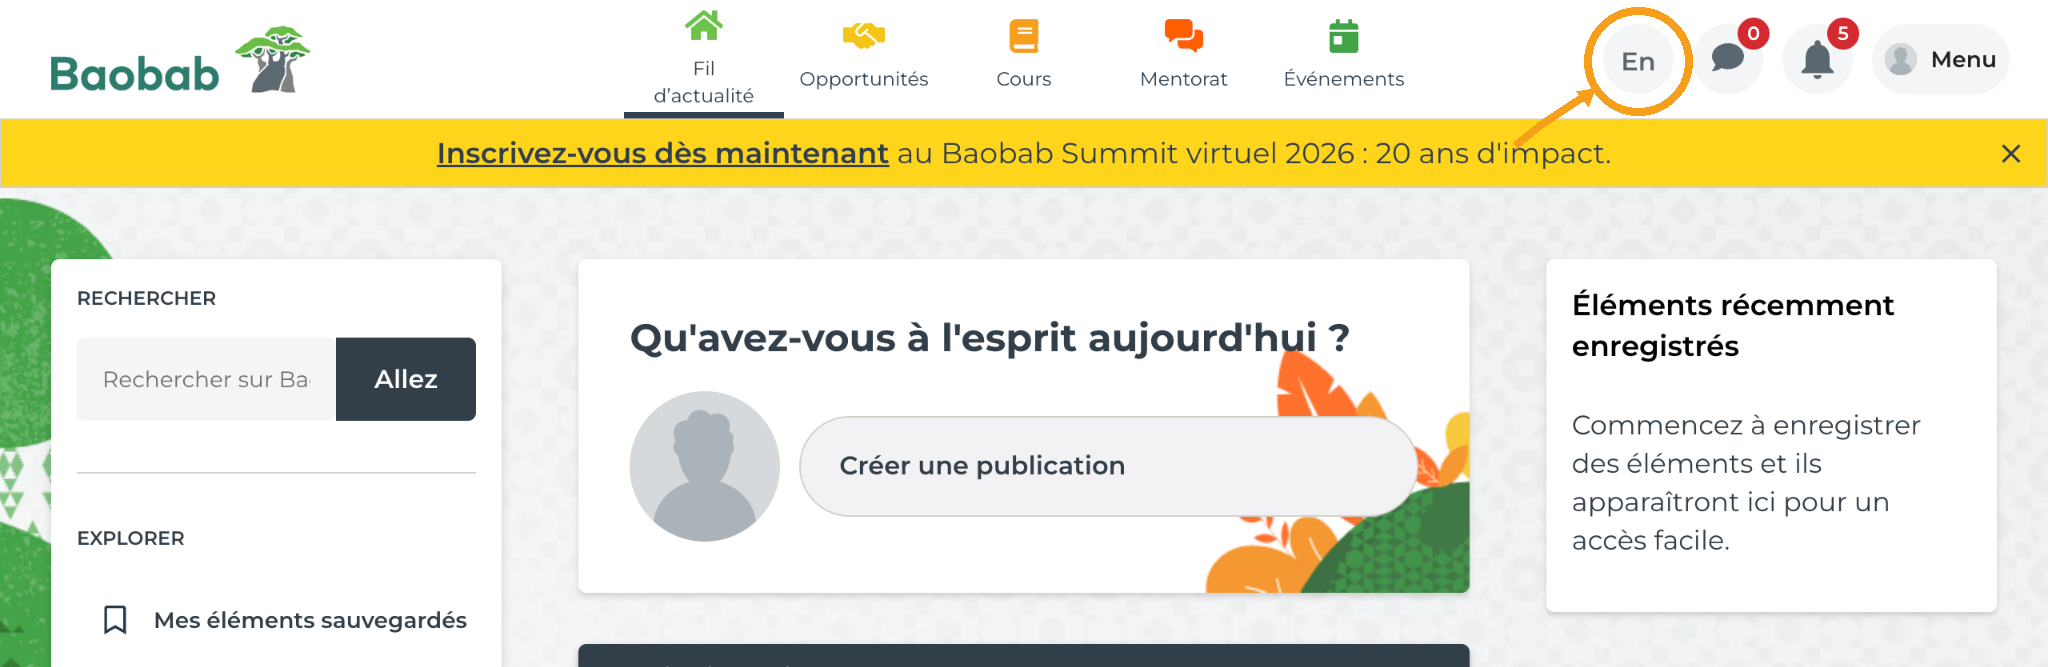 Baobab
Fil
d’actualité
Opportunités
Cours
Mentorat
Événements
En
0
5
Menu
Inscrivez-vous dès maintenant au Baobab Summit virtuel 2026 : 20 ans d'impact.
RECHERCHER
Rechercher sur Ba
Allez
EXPLORER
Mes éléments sauvegardés
Qu'avez-vous à l'esprit aujourd'hui ?
Créer une publication
Éléments récemment
enregistrés
Commencez à enregistrer
des éléments et ils
apparaîtront ici pour un
accès facile.